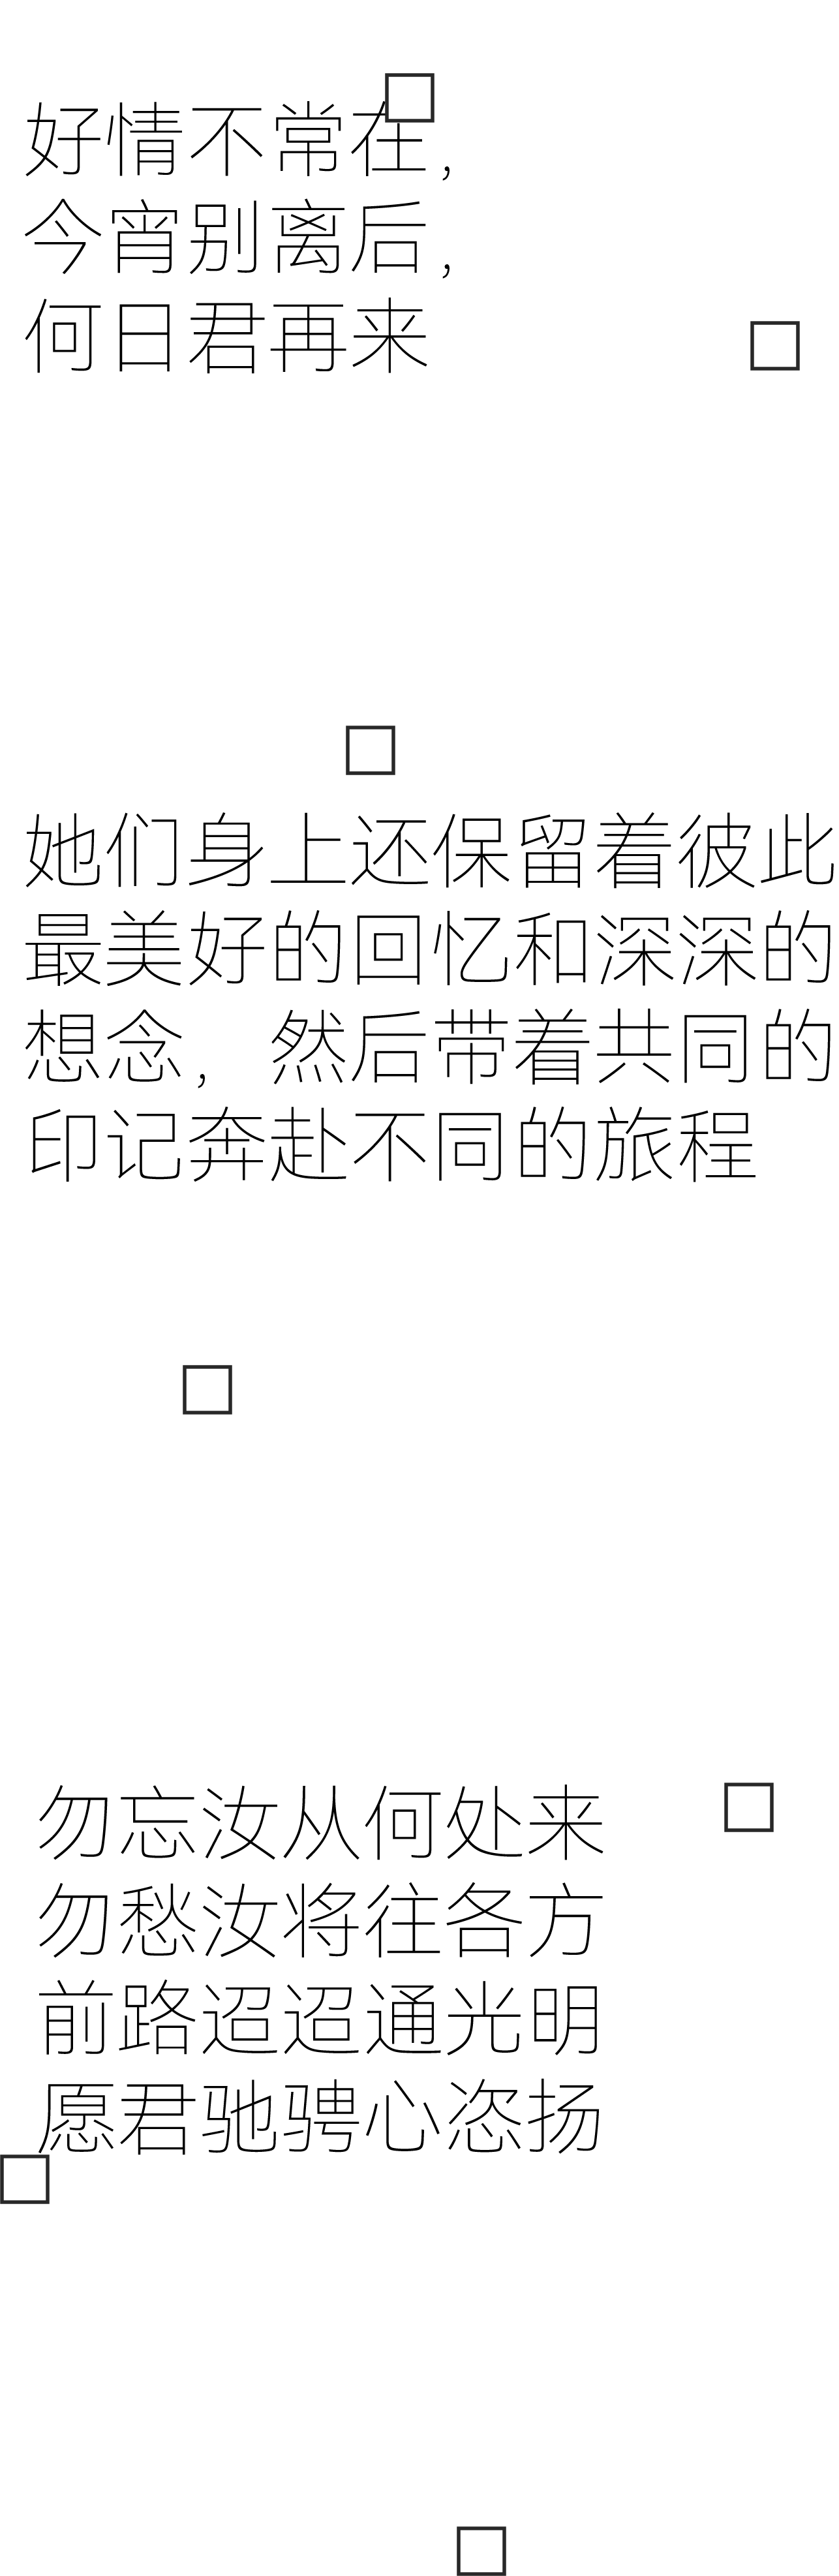 好情不常在，
今宵别离后，
何日君再来
她们身上还保留着彼此
最美好的回忆和深深的
想念，然后带着共同的
印记奔赴不同的旅程
勿忘汝从何处来
勿愁汝将往各方
前路迢迢通光明
愿君驰骋心恣扬